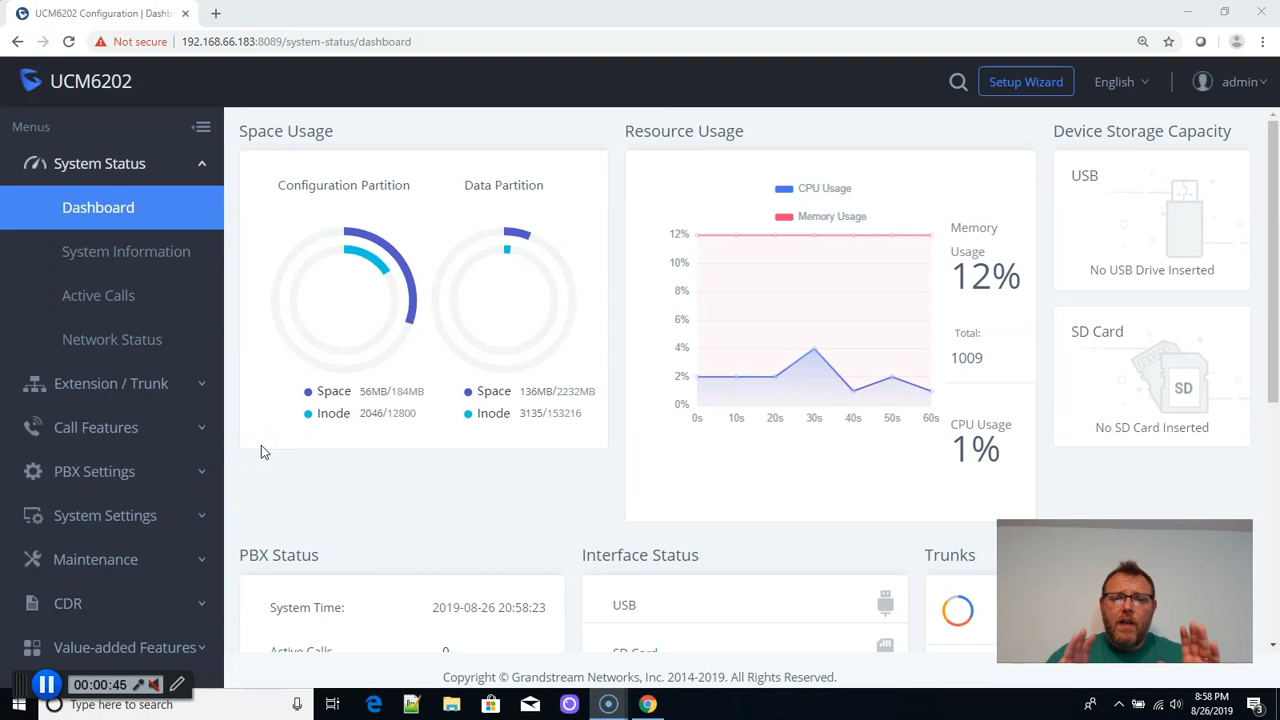 UCM6202 Configuration | Dashb
Not secure
192.168.66.183:8089/system-status/dashboard
UCM6202
Setup Wizard
English
admin
Menus
System Status
Dashboard
System Information
Active Calls
Network Status
Extension / Trunk
Call Features
PBX Settings
System Settings
Maintenance
CDR
Value-added Features
Space Usage
Configuration Partition
Data Partition
Space 56MB/184MB
Inode 2046/12800
Space 136MB/2232MB
Inode 3135/153216
Resource Usage
CPU Usage
Memory Usage
12%
10%
8%
6%
4%
2%
0%
0s 10s 20s 30s 40s 50s 60s
Memory
Usage
12%
Total:
1009
CPU Usage
1%
Device Storage Capacity
USB
No USB Drive Inserted
SD Card
SD
No SD Card Inserted
PBX Status
System Time: 2019-08-26 20:58:23
Active Calls 0
Interface Status
USB
SD Card
Trunks
Copyright © Grandstream Networks, Inc. 2014-2019. All Rights Reserved.
00:00:45
Type here to search
8:58 PM
8/26/2019
3